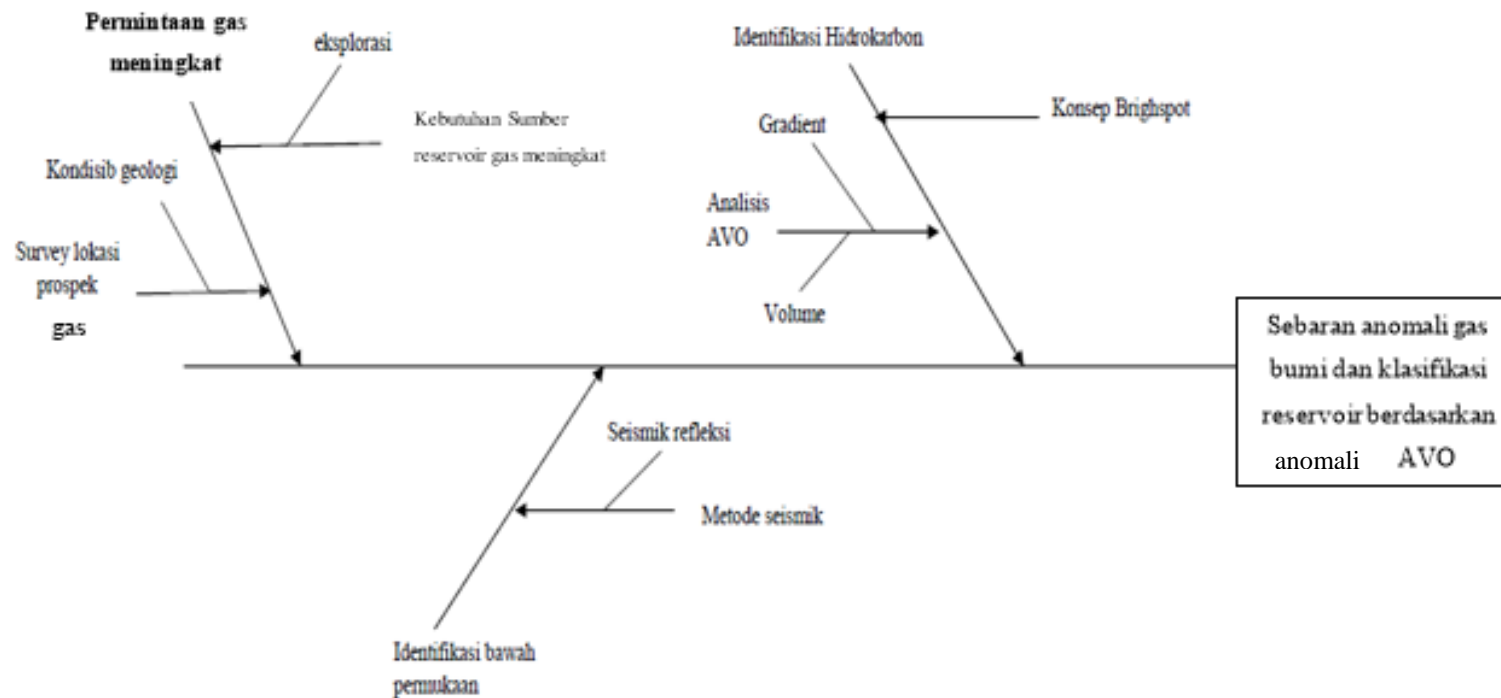 Permintaan gas
meningkat
eksplorasi
Kebutuhan Sumber
reservoir gas meningkat
Kondisib geologi
Survey lokasi
prospek
gas
Identifikasi Hidrokarbon
Konsep Brighspot
Gradient
Analisis
AVO
Volume
Seismik refleksi
Metode seismik
Identifikasi bawah
permukaan
Sebaran anomali gas
bumi dan klasifikasi
reservoir berdasarkan
anomali AVO